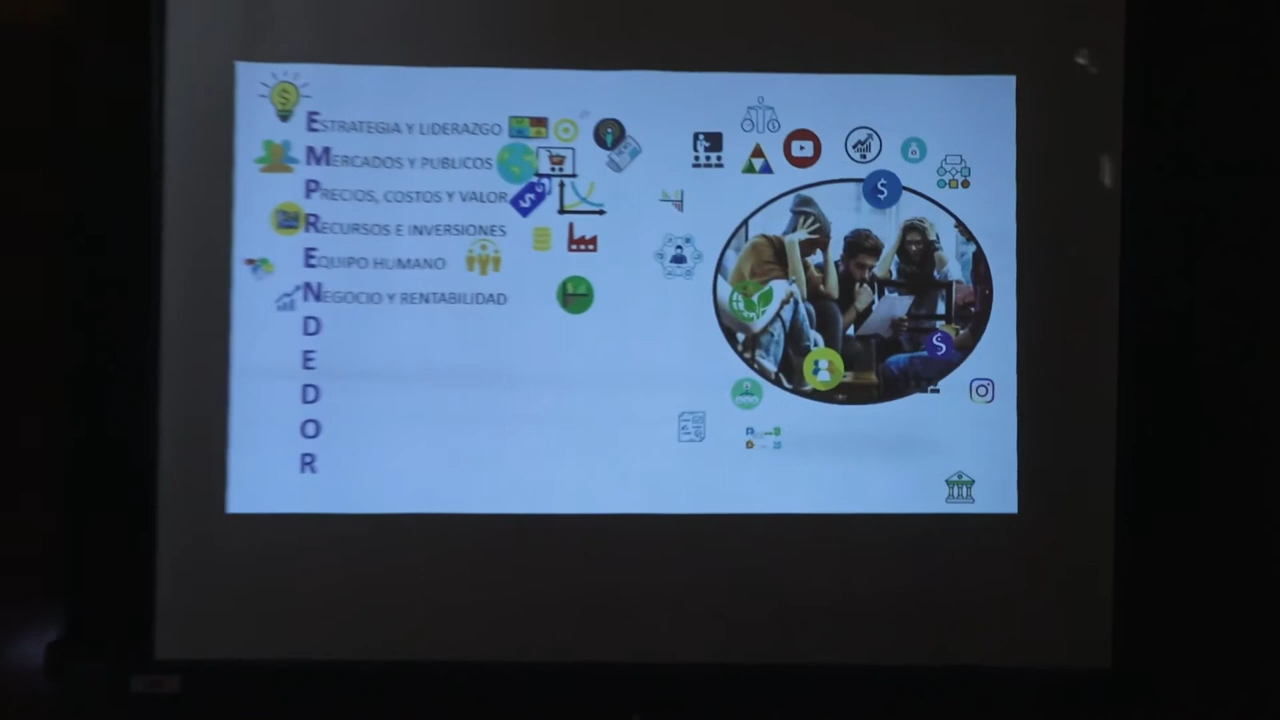 ESTRATEGIA Y LIDERAZGO
MERCADOS Y PUBLICOS
PRECIOS, COSTOS Y VALOR
RECURSOS E INVERSIONES
EQUIPO HUMANO
NEGOCIO Y RENTABILIDAD
D
E
D
O
R